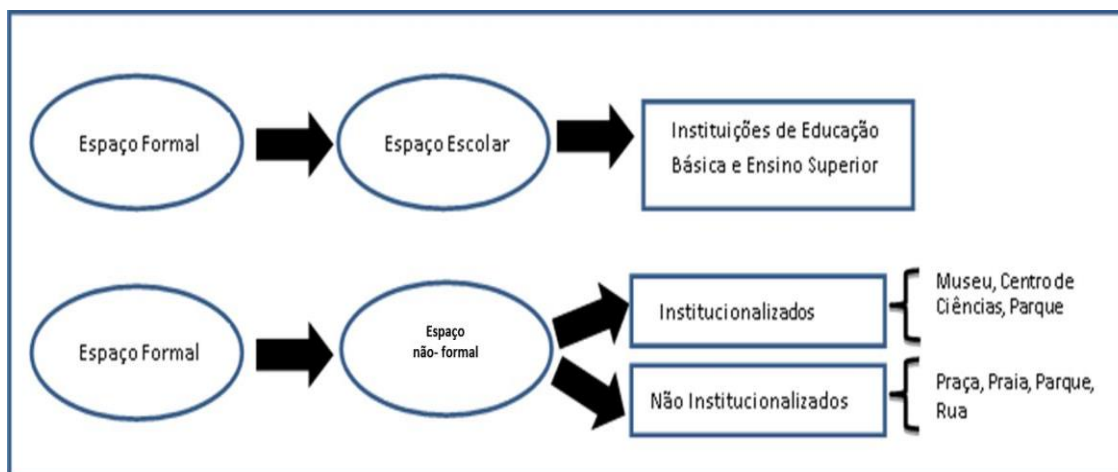 Espaço Formal
Espaço Escolar
Instituições de Educação
Básica e Ensino Superior
Espaço Formal
Espaço
não- formal
Institucionalizados
Museu, Centro de
Ciências, Parque
Não Institucionalizados
Praça, Praia, Parque,
Rua